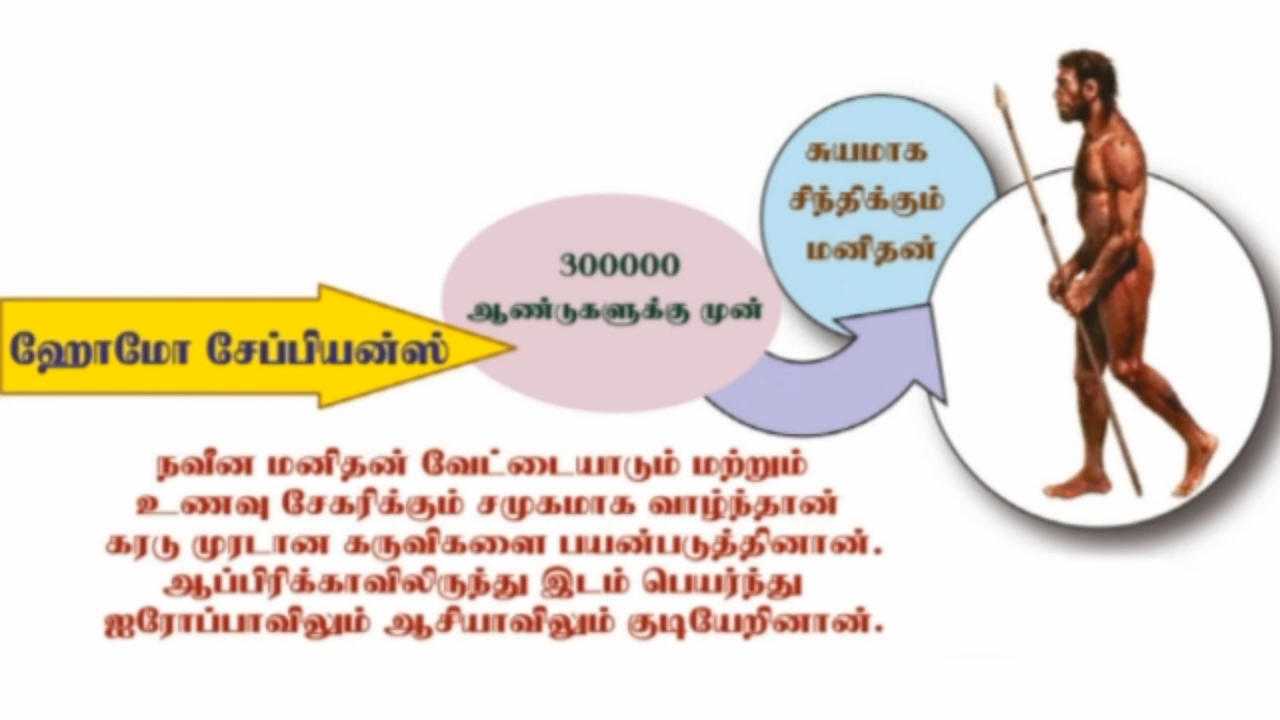 ஹோமோ சேப்பியன்ஸ்
300000
ஆண்டுகளுக்கு முன்
சுயமாக
சிந்திக்கும்
மனிதன்
நவீன மனிதன் வேட்டையாடும் மற்றும்
உணவு சேகரிக்கும் சமுகமாக வாழ்ந்தான்
கரடு முரடான கருவிகளை பயன்படுத்தினான்.
ஆப்பிரிக்காவிலிருந்து இடம் பெயர்ந்து
ஐரோப்பாவிலும் ஆசியாவிலும் குடியேறினான்.